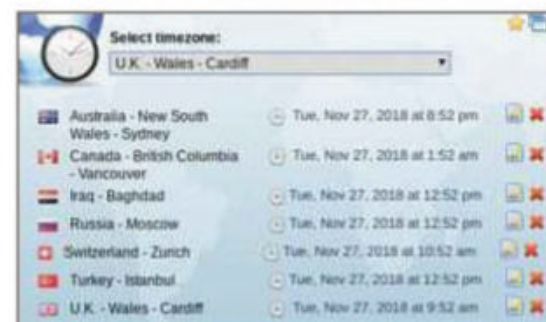 Select timezone:
U.K. - Wales - Cardiff
Australia - New South Wales - Sydney Tue, Nov 27, 2018 at 8:52 pm
Canada - British Columbia - Vancouver Tue, Nov 27, 2018 at 1:52 am
Iraq - Baghdad Tue, Nov 27, 2018 at 12:52 pm
Russia - Moscow Tue, Nov 27, 2018 at 12:52 pm
Switzerland - Zurich Tue, Nov 27, 2018 at 10:52 am
Turkey - Istanbul Tue, Nov 27, 2018 at 12:52 pm
U.K. - Wales - Cardiff Tue, Nov 27, 2018 at 9:52 am